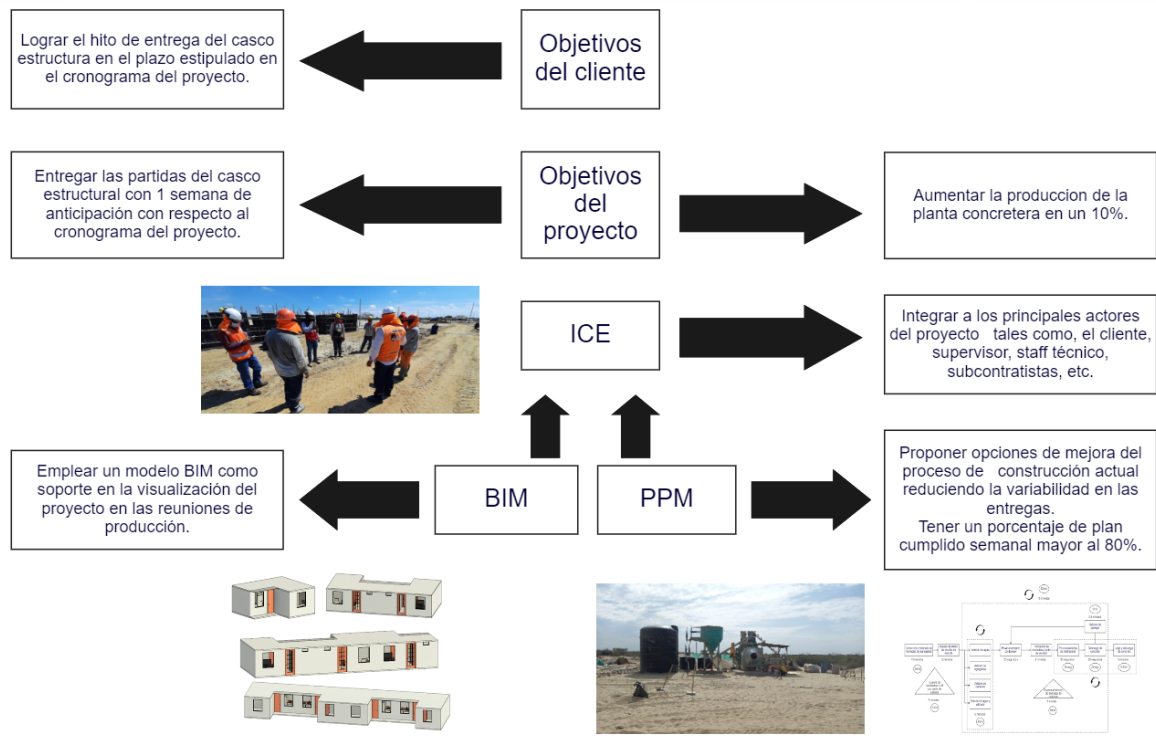 Lograr el hito de entrega del casco
estructura en el plazo estipulado en
el cronograma del proyecto.
Objetivos
del cliente
Entregar las partidas del casco
estructural con 1 semana de
anticipación con respecto al
cronograma del proyecto.
Objetivos
del
proyecto
Aumentar la produccion de la
planta concretera en un 10%.
ICE
Integrar a los principales actores
del proyecto tales como, el cliente,
supervisor, staff técnico,
subcontratistas, etc.
Emplear un modelo BIM como
soporte en la visualización del
proyecto en las reuniones de
producción.
BIM
PPM
Proponer opciones de mejora del
proceso de construcción actual
reduciendo la variabilidad en las
entregas.
Tener un porcentaje de plan
cumplido semanal mayor al 80%.